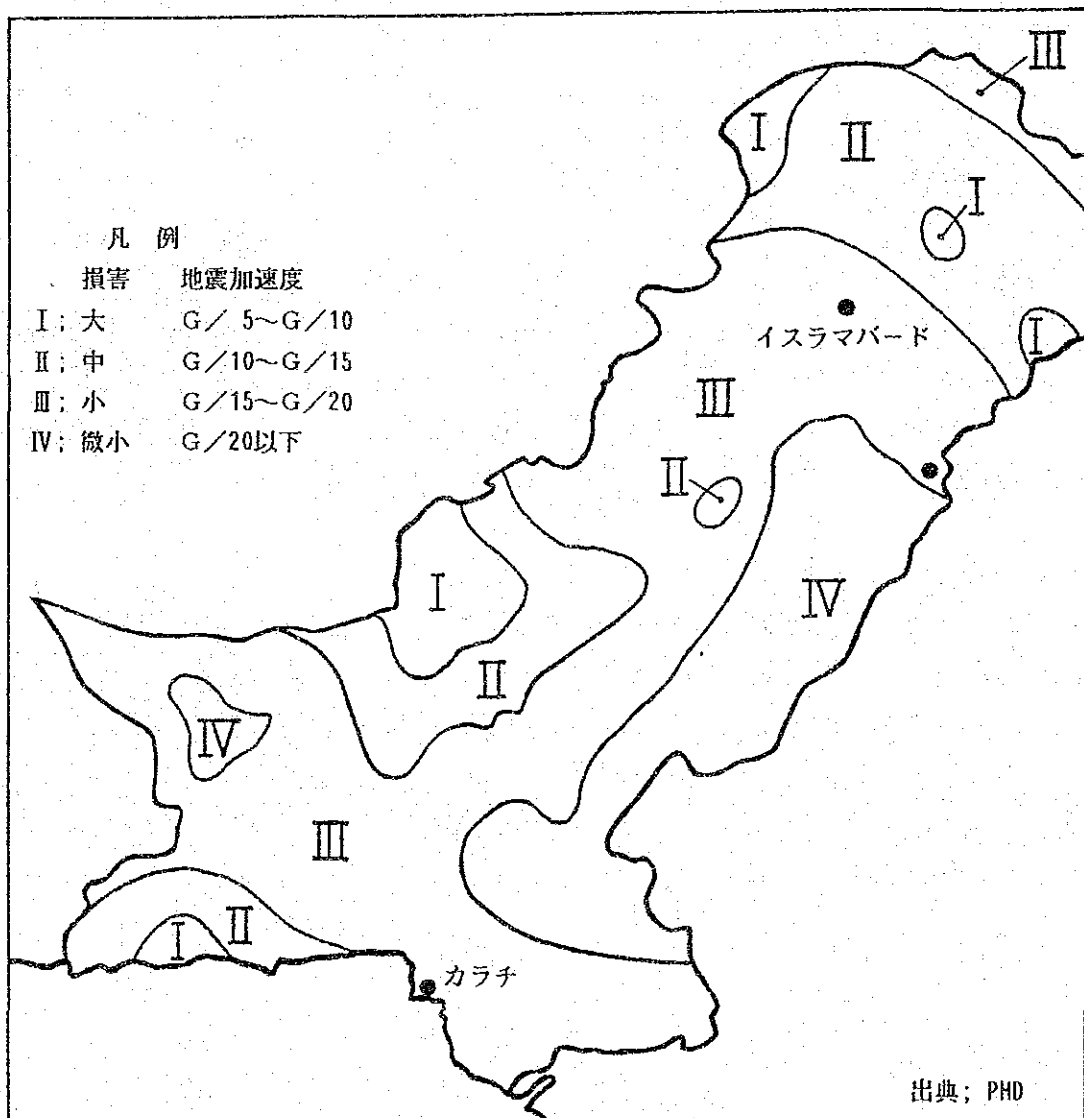 III
I
II
I
凡 例
損害 地震加速度
I; 大 G/ 5~G/10
II; 中 G/10~G/15
III; 小 G/15~G/20
IV; 微小 G/20以下
イスラマバード
I
III
II
I
IV
II
IV
III
II
I
カラチ
出典; PMD